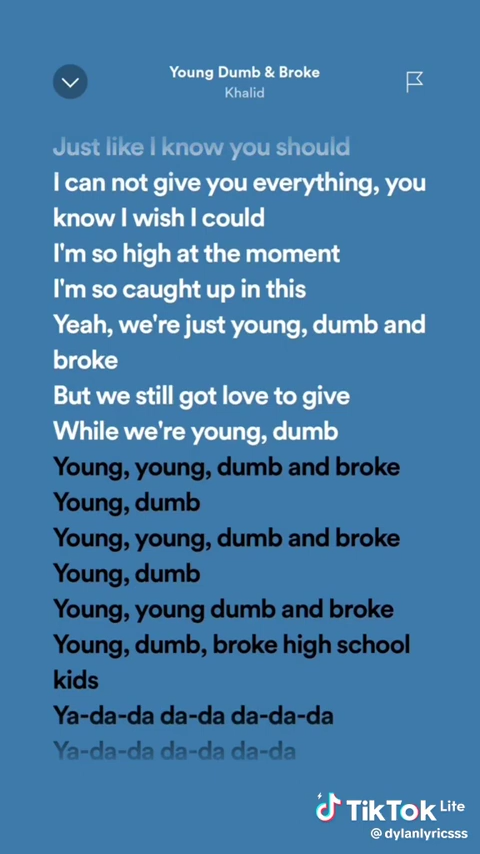 Young Dumb & Broke
Khalid
Just like I know you should
I can not give you everything, you
know I wish I could
I'm so high at the moment
I'm so caught up in this
Yeah, we're just young, dumb and
broke
But we still got love to give
While we're young, dumb
Young, young, dumb and broke
Young, dumb
Young, young, dumb and broke
Young, dumb
Young, young dumb and broke
Young, dumb, broke high school
kids
Ya-da-da da-da da-da-da
Ya-da-da da-da da-da
TikTok Lite
@dylanlyricsss